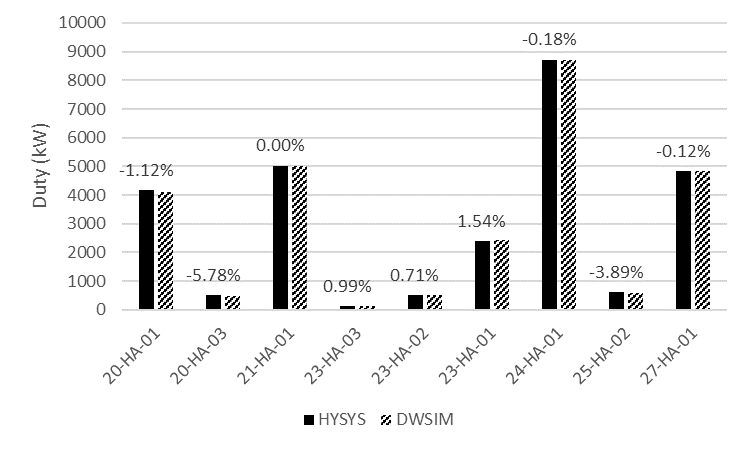 10000
9000
8000
7000
6000
5000
4000
3000
2000
1000
0
Duty (kW)
-1.12%
-5.78%
0.00%
0.99%
0.71%
1.54%
-0.18%
-3.89%
-0.12%
20-HA-01
20-HA-03
21-HA-01
23-HA-03
23-HA-02
23-HA-01
24-HA-01
25-HA-02
27-HA-01
HYSYS
DWSIM